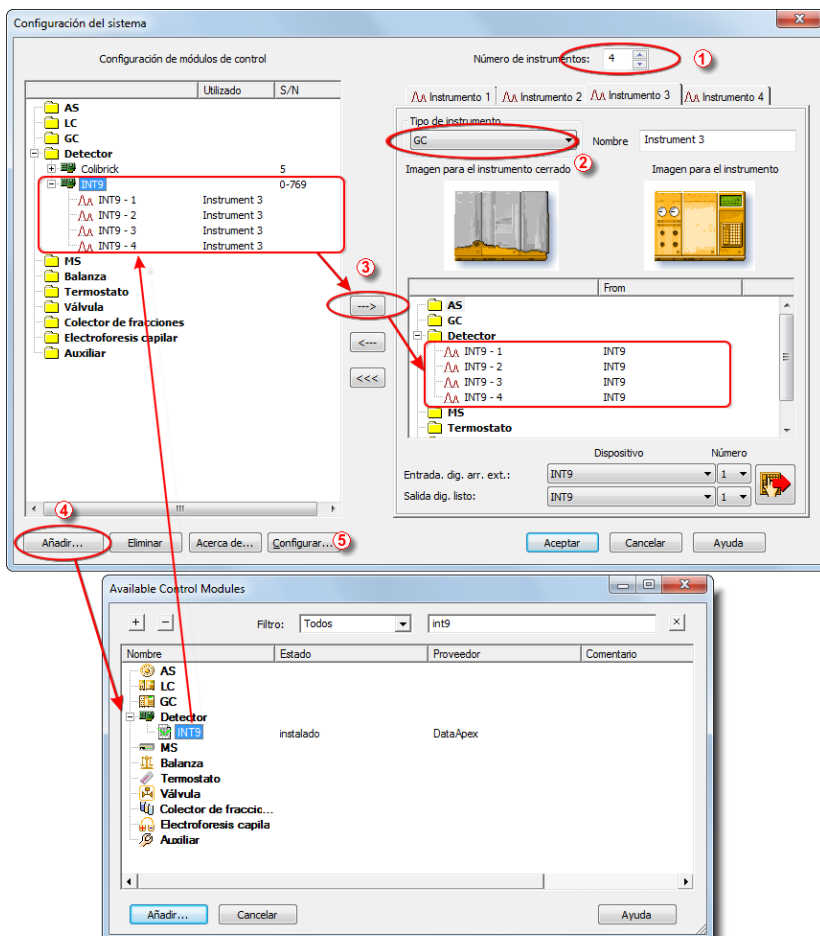 Configuración del sistema
Configuración de módulos de control
Número de instrumentos: 4
1
Utilizado S/N
AS
LC
GC
Detector
Colibrick 5
INT9 0-769
INT9 - 1 Instrument 3
INT9 - 2 Instrument 3
INT9 - 3 Instrument 3
INT9 - 4 Instrument 3
MS
Balanza
Termostato
Válvula
Colector de fracciones
Electroforesis capilar
Auxiliar
3
--->
<---
<<<
Instrumento 1 Instrumento 2 Instrumento 3 Instrumento 4
Tipo de instrumento
GC
Nombre Instrument 3
2
Imagen para el instrumento cerrado Imagen para el instrumento
From
AS
GC
Detector
INT9 - 1 INT9
INT9 - 2 INT9
INT9 - 3 INT9
INT9 - 4 INT9
MS
Termostato
Dispositivo Número
Entrada. dig. arr. ext.: INT9 1
Salida dig. listo: INT9 1
4
Añadir... Eliminar Acerca de... Configurar... 5
Aceptar Cancelar Ayuda
Available Control Modules
+ − Filtro: Todos int9 ×
Nombre Estado Proveedor Comentario
AS
LC
GC
Detector
INT9 instalado DataApex
MS
Balanza
Termostato
Válvula
Colector de fraccic...
Electroforesis capila
Auxiliar
Añadir... Cancelar Ayuda